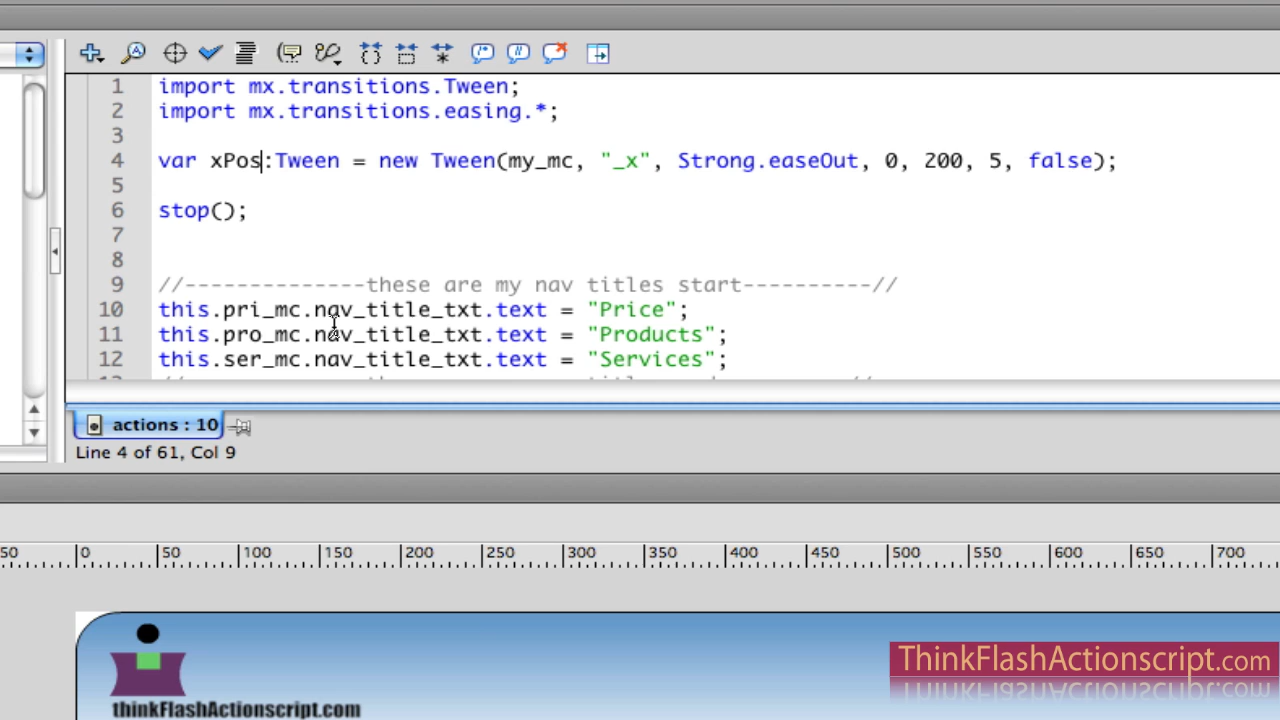 1 import mx.transitions.Tween;
2 import mx.transitions.easing.*;
3
4 var xPos:Tween = new Tween(my_mc, "_x", Strong.easeOut, 0, 200, 5, false);
5
6 stop();
7
8
9 //--------------these are my nav titles start----------//
10 this.pri_mc.nav_title_txt.text = "Price";
11 this.pro_mc.nav_title_txt.text = "Products";
12 this.ser_mc.nav_title_txt.text = "Services";
actions : 10
Line 4 of 61, Col 9
50 0 50 100 150 200 250 300 350 400 450 500 550 600 650 700
ThinkFlashActionscript.com
thinkFlashActionscript.com